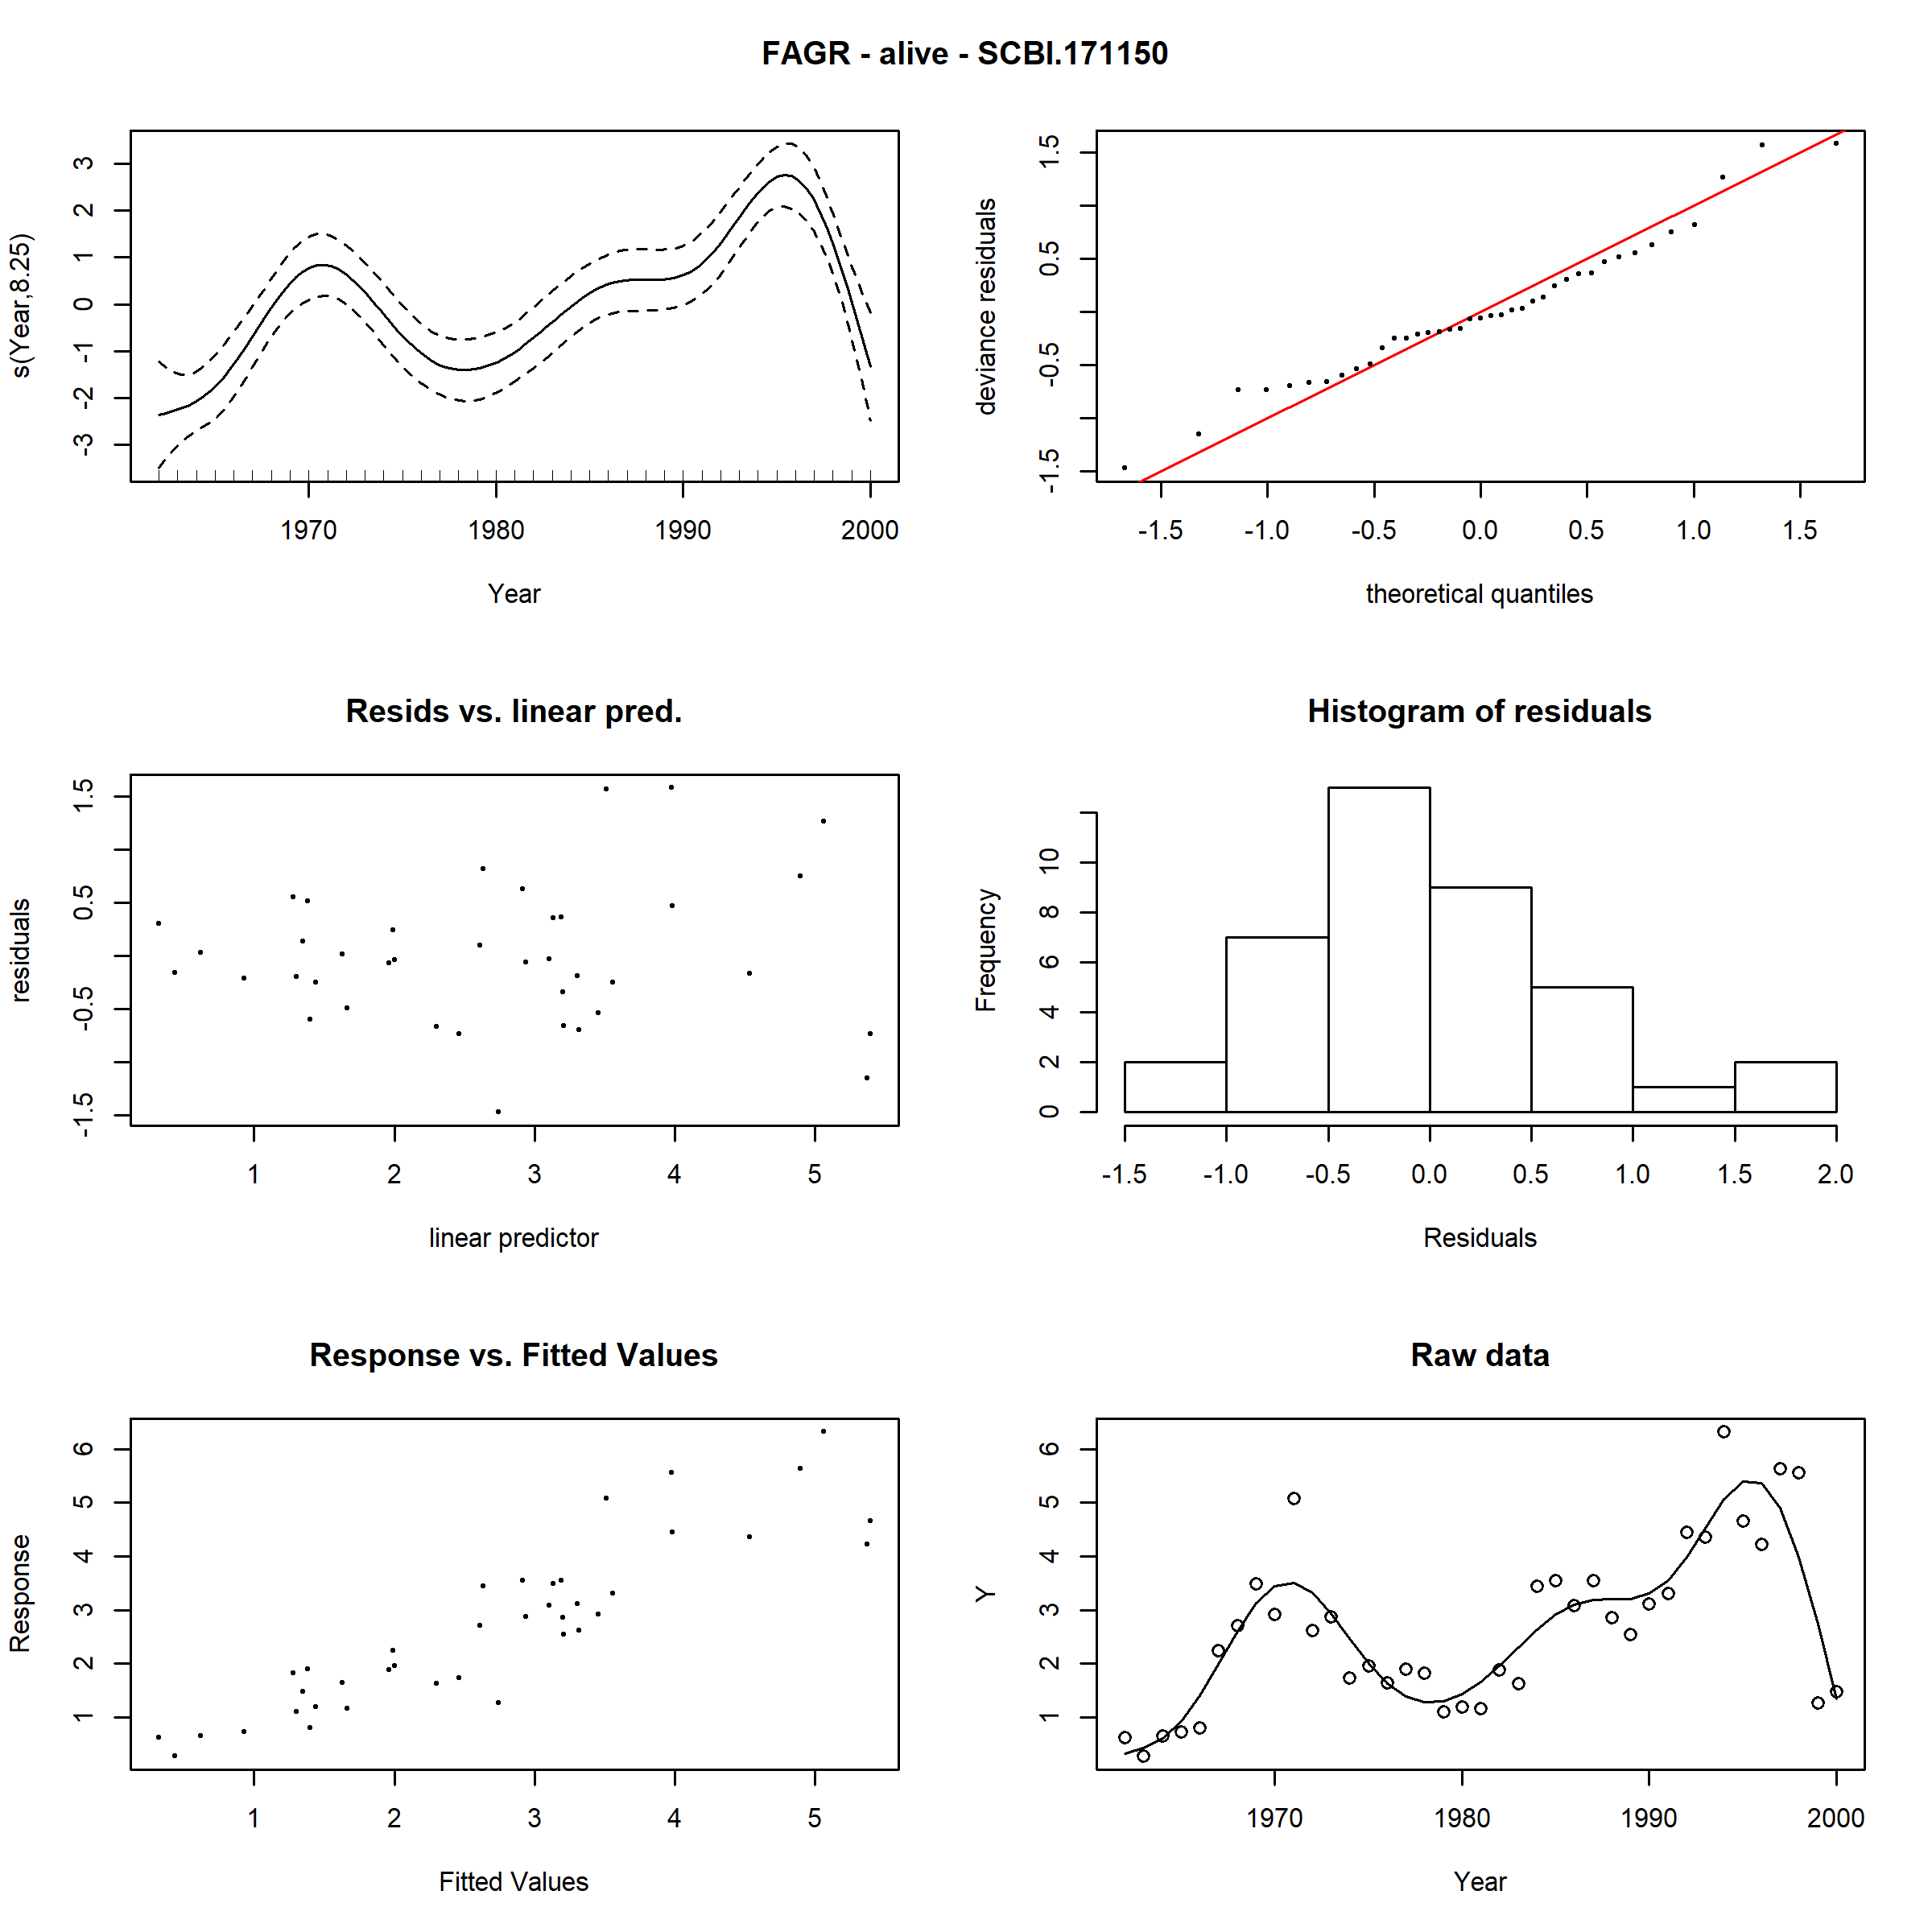 FAGR - alive - SCBI.171150
s(Year,8.25)
3
2
1
0
-1
-2
-3
1970 1980 1990 2000
Year
deviance residuals
1.5
0.5
-0.5
-1.5
-1.5 -1.0 -0.5 0.0 0.5 1.0 1.5
theoretical quantiles
Resids vs. linear pred.
residuals
1.5
0.5
-0.5
-1.5
1 2 3 4 5
linear predictor
Histogram of residuals
Frequency
10
8
6
4
2
0
-1.5 -1.0 -0.5 0.0 0.5 1.0 1.5 2.0
Residuals
Response vs. Fitted Values
Response
6
5
4
3
2
1
1 2 3 4 5
Fitted Values
Raw data
Y
6
5
4
3
2
1
1970 1980 1990 2000
Year